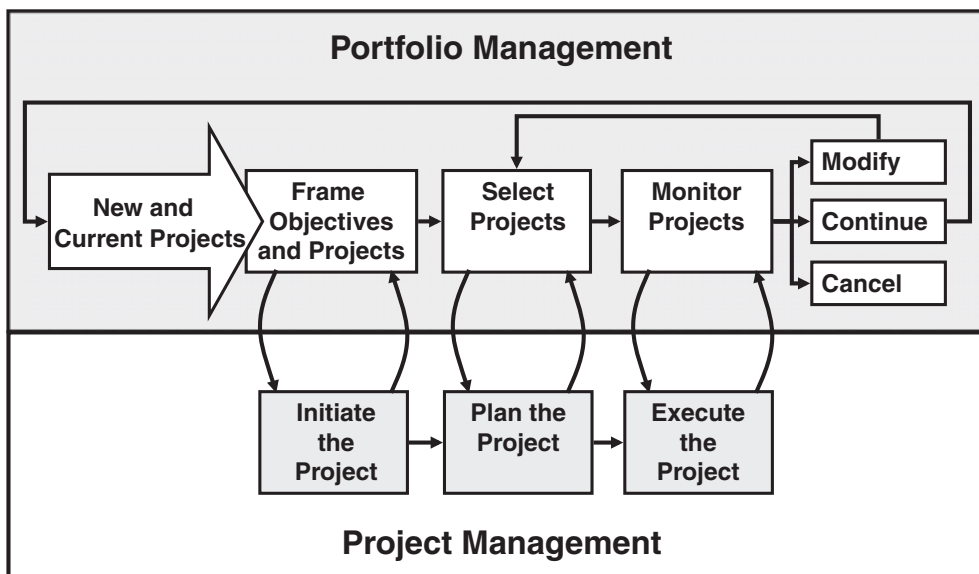 Portfolio Management
New and
Current Projects
Frame
Objectives
and Projects
Select
Projects
Monitor
Projects
Modify
Continue
Cancel
Initiate
the
Project
Plan the
Project
Execute
the
Project
Project Management